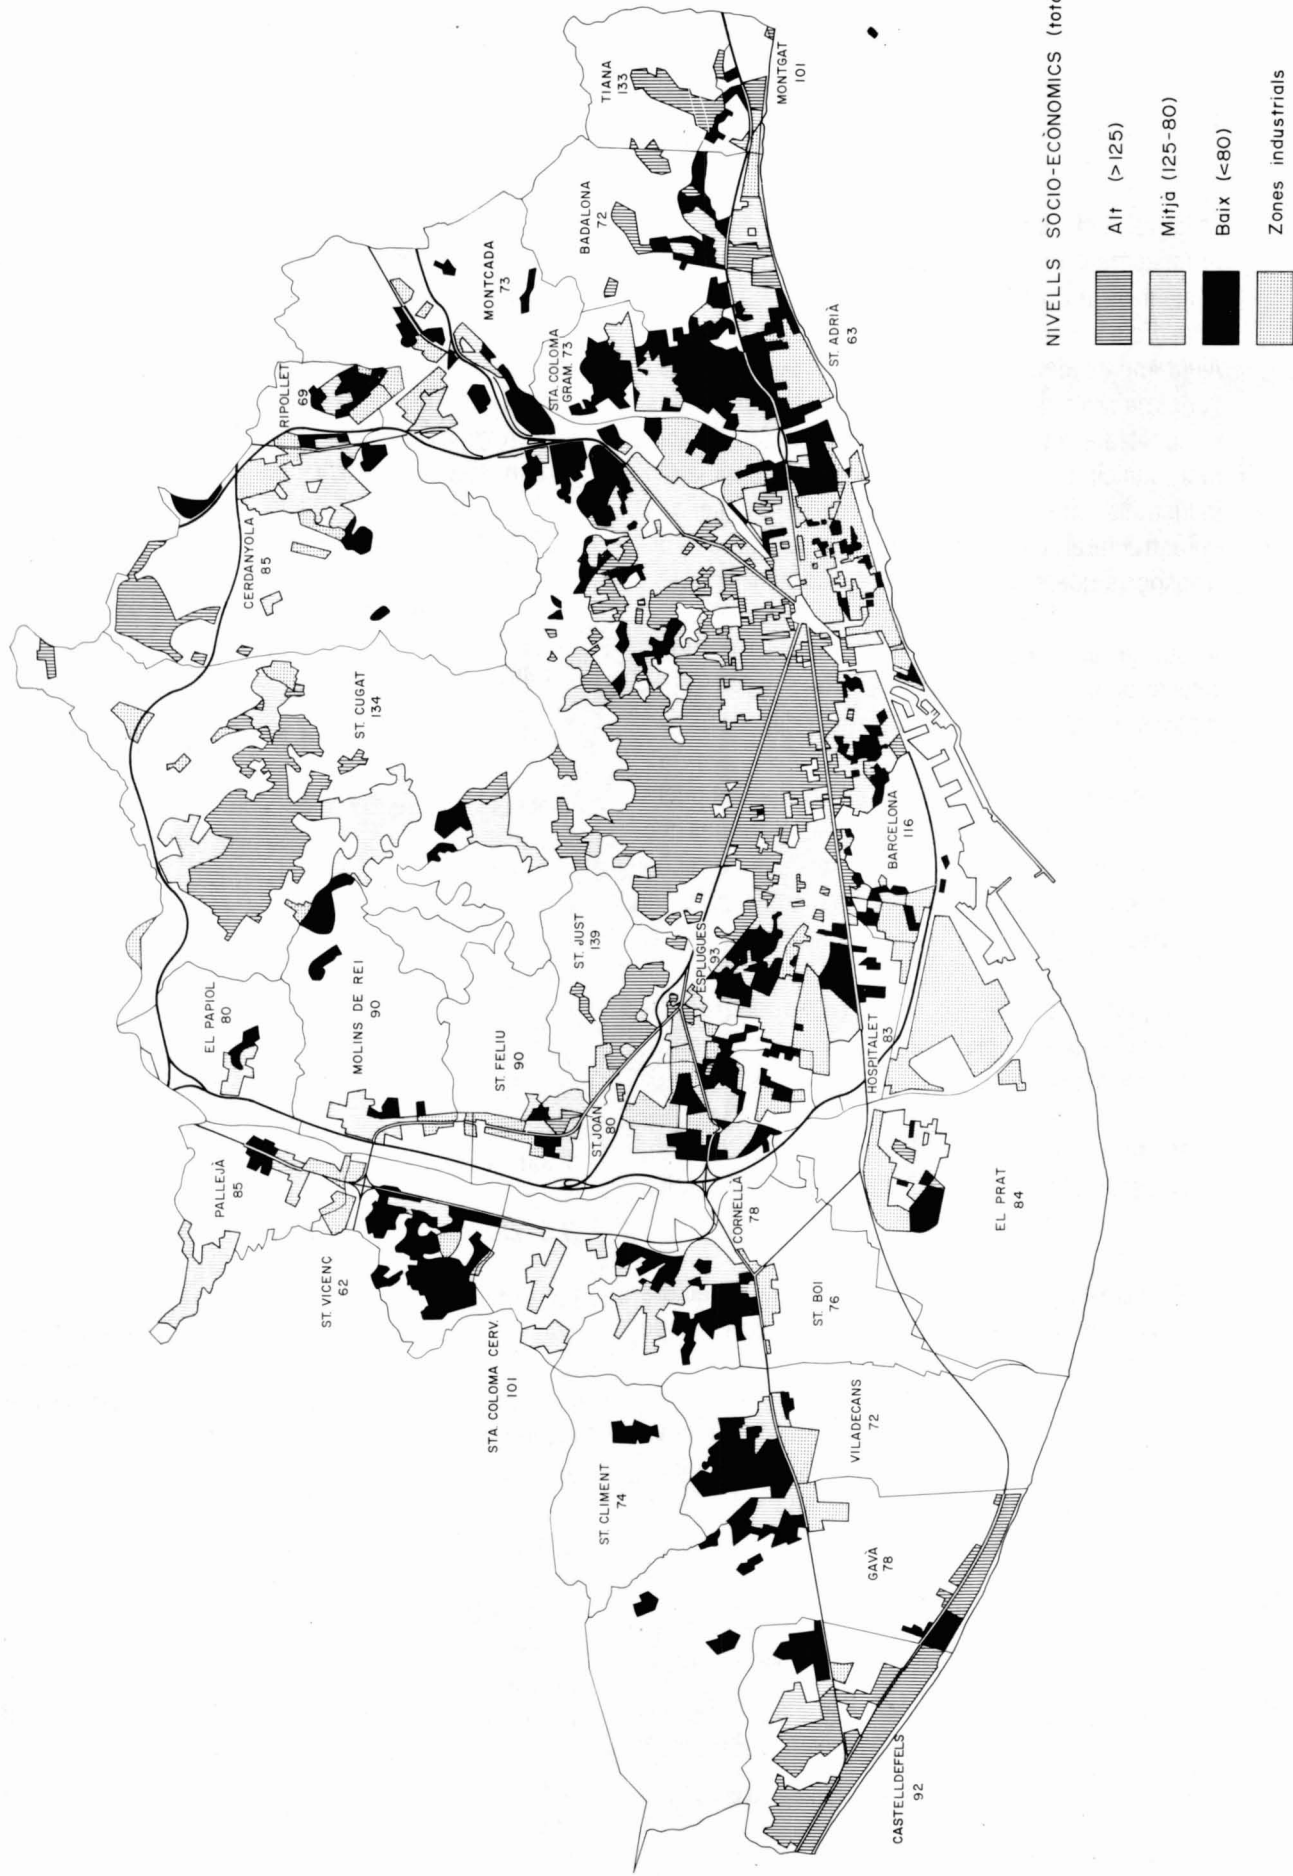 TIANA
133
MONTGAT
101
BADALONA
72
MONTCADA
73
STA. COLOMA
GRAM. 73
ST. ADRIÀ
63
RIPOLLET
69
CERDANYOLA
85
ST. CUGAT
134
BARCELONA
116
ST. JUST
139
ESPLUGUES
93
HOSPITALET
83
EL PAPIOL
80
MOLINS DE REI
90
ST. FELIU
90
ST. JOAN
80
CORNELLÀ
78
EL PRAT
84
PALLEJÀ
85
ST. VICENC
62
STA. COLOMA CERV.
101
ST. BOI
76
ST. CLIMENT
74
VILADECANS
72
GAVÀ
78
CASTELLDEFELS
92
NIVELLS SÒCIO-ECÒNOMICS
Alt (>125)
Mitjà (125-80)
Baix (<80)
Zones industrials